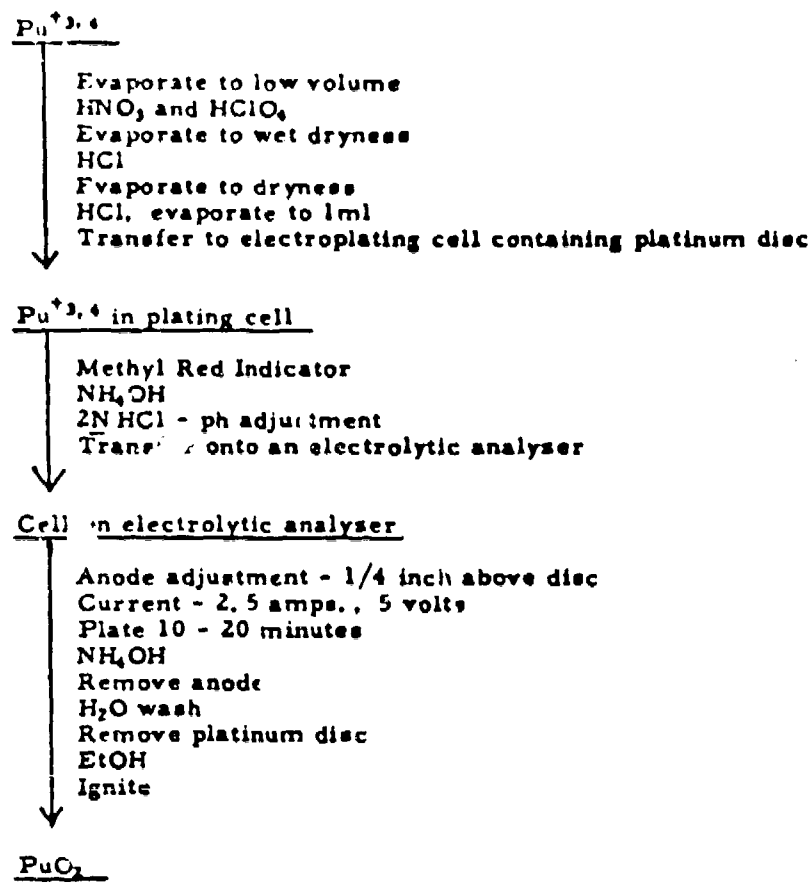 Pu⁺³,⁴
Evaporate to low volume
HNO₃ and HClO₄
Evaporate to wet dryness
HCl
Evaporate to dryness
HCl, evaporate to 1ml
Transfer to electroplating cell containing platinum disc
Pu⁺³,⁴ in plating cell
Methyl Red Indicator
NH₄OH
2N HCl - ph adjustment
onto an electrolytic analyser
Cell electrolytic analyser
Anode adjustment - 1/4 inch above disc
Current - 2.5 amps., 5 volts
Plate 10 - 20 minutes
NH₄OH
Remove anode
H₂O wash
Remove platinum disc
EtOH
Ignite
PuO₂